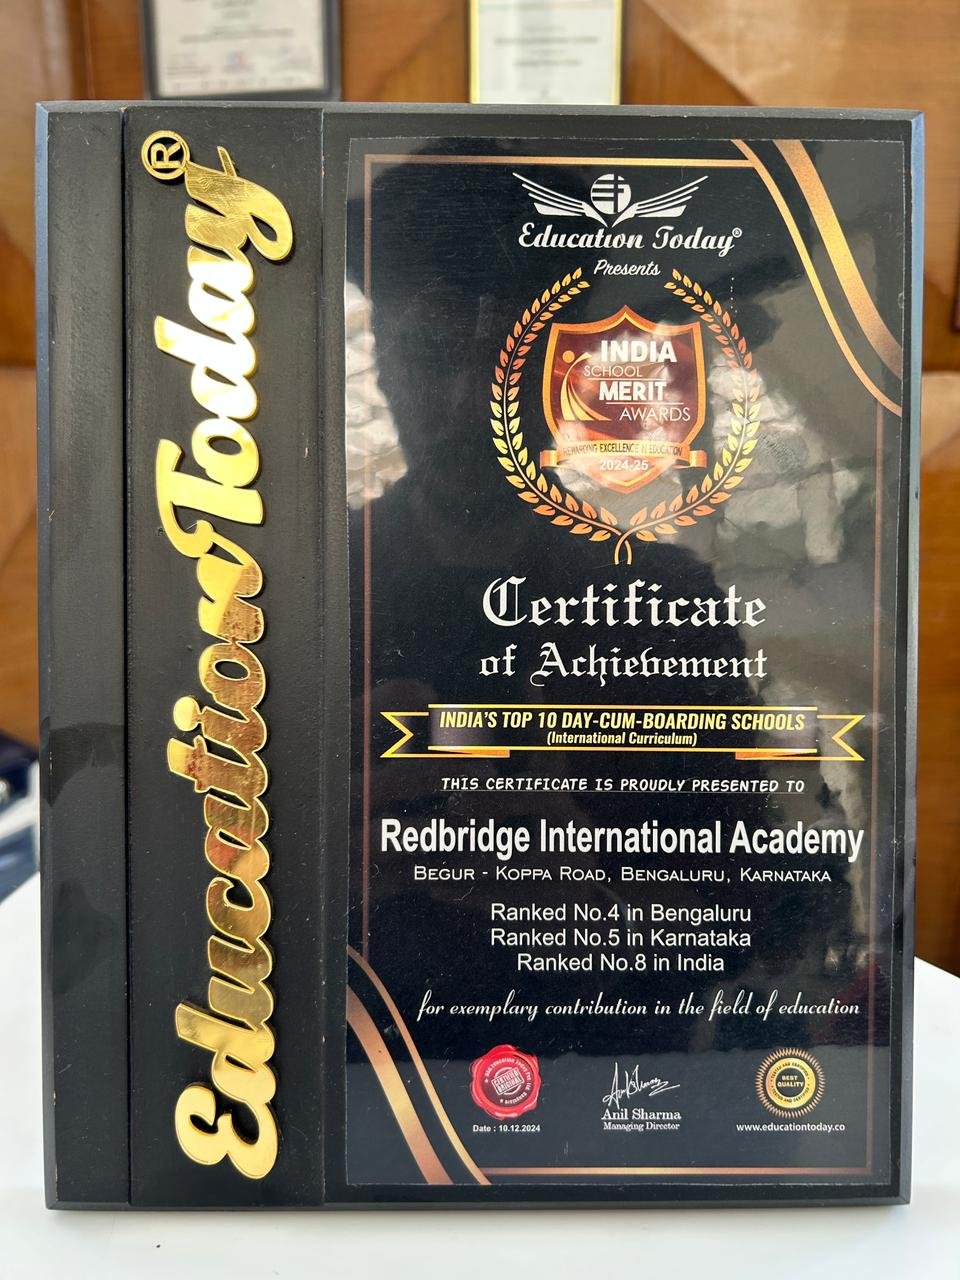 EducationToday®
Education Today®
Presents
INDIA
SCHOOL
MERIT
AWARDS
REWARDING EXCELLENCE IN EDUCATION
2024-25
Certificate
of Achievement
INDIA'S TOP 10 DAY-CUM-BOARDING SCHOOLS
(International Curriculum)
THIS CERTIFICATE IS PROUDLY PRESENTED TO
Redbridge International Academy
BEGUR - KOPPA ROAD, BENGALURU, KARNATAKA
Ranked No.4 in Bengaluru
Ranked No.5 in Karnataka
Ranked No.8 in India
for exemplary contribution in the field of education
BEST
QUALITY
Anil Sharma
Managing Director
Date : 10.12.2024
www.educationtoday.co